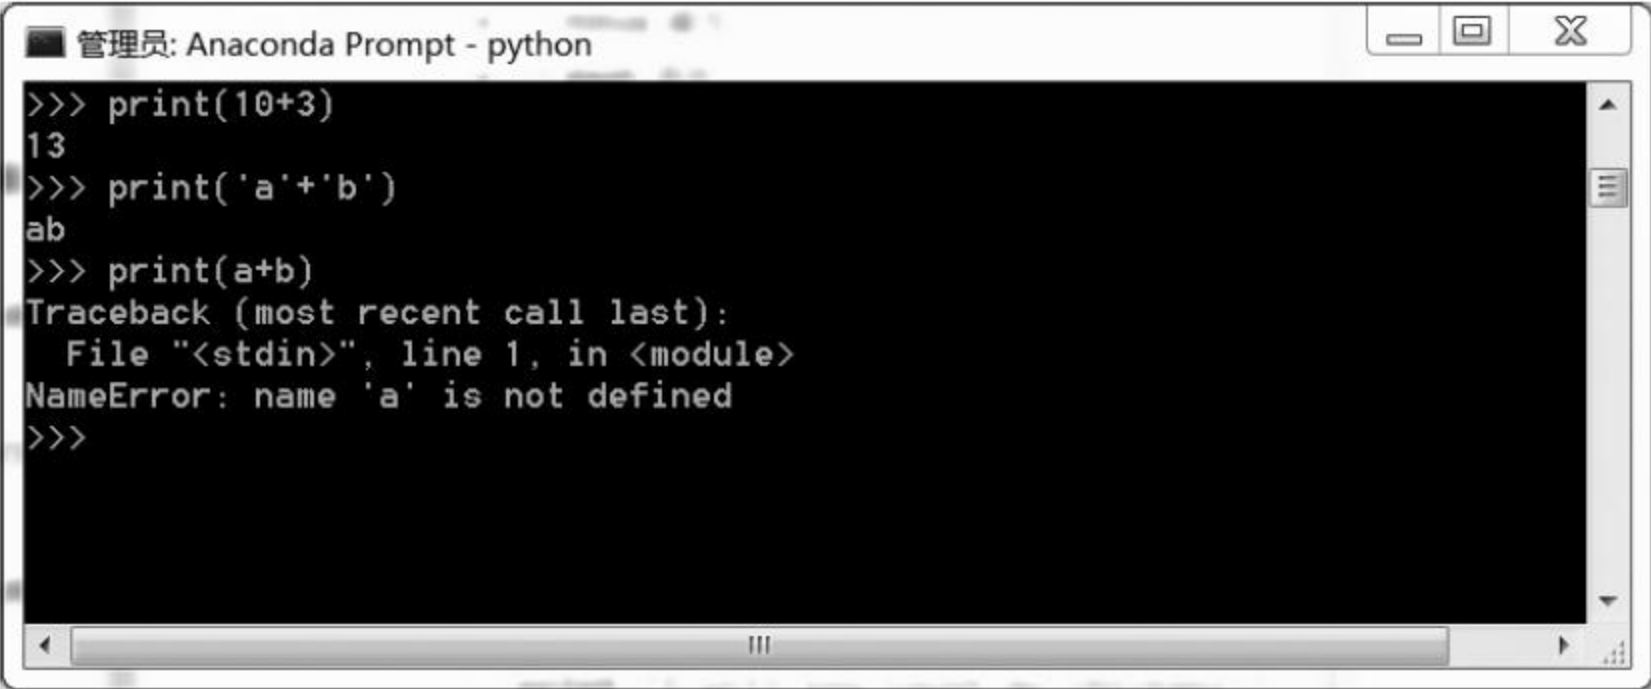 管理员: Anaconda Prompt - python
>>> print(10+3)
13
>>> print('a'+'b')
ab
>>> print(a+b)
Traceback (most recent call last):
  File "<stdin>", line 1, in <module>
NameError: name 'a' is not defined
>>>